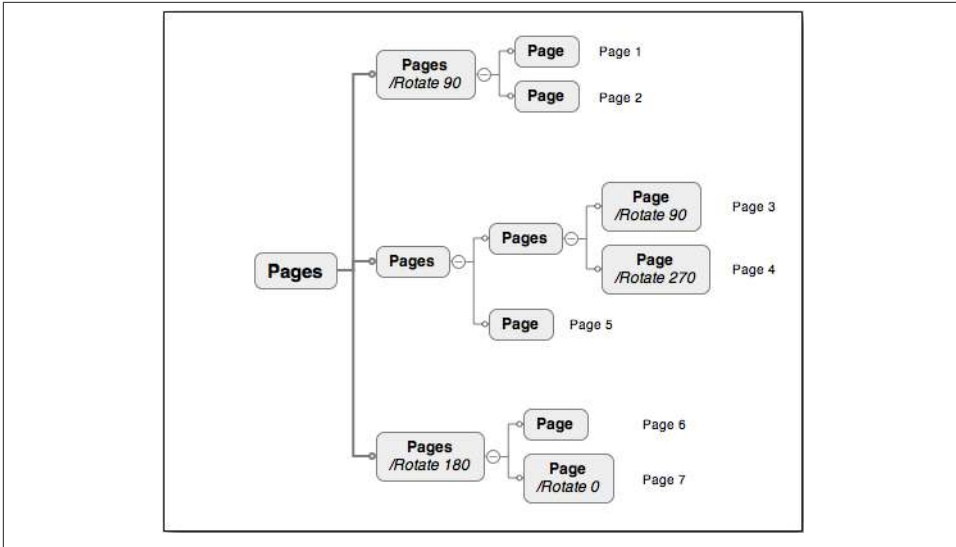 Pages
Pages
/Rotate 90
Page
Page 1
Page
Page 2
Pages
Pages
Page
/Rotate 90
Page 3
Page
/Rotate 270
Page 4
Page
Page 5
Pages
/Rotate 180
Page
Page 6
Page
/Rotate 0
Page 7